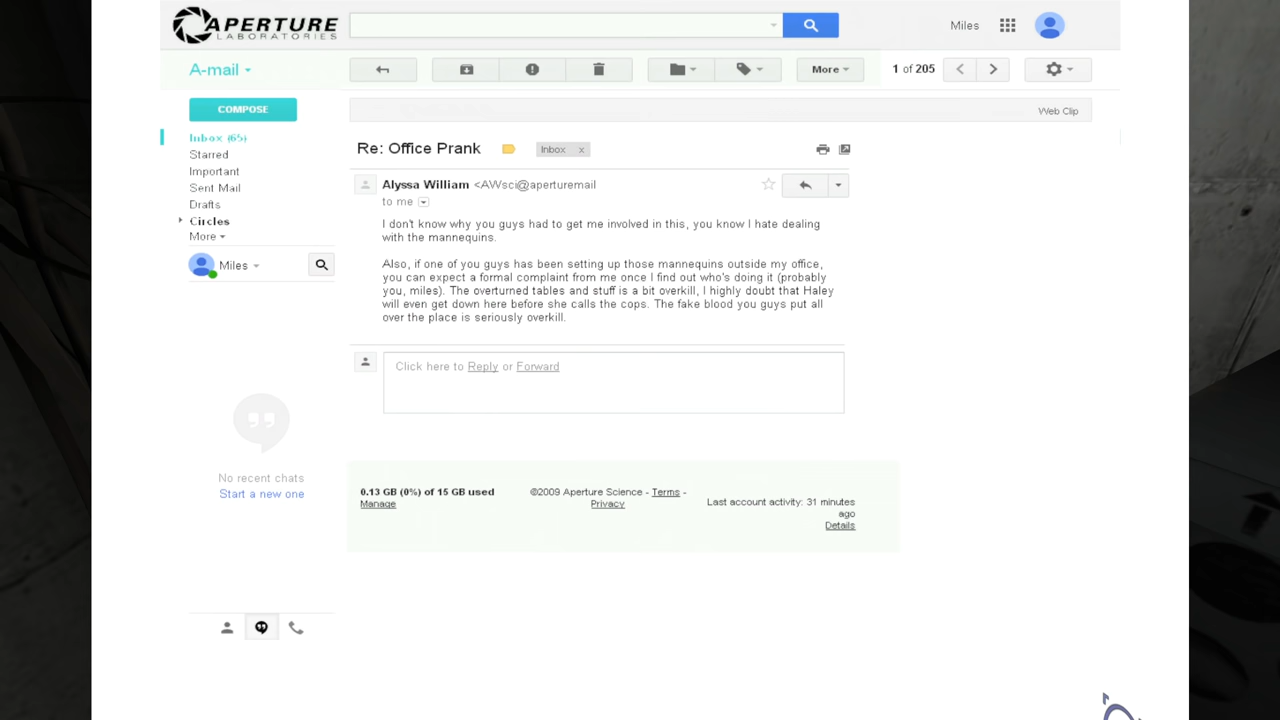 APERTURE
LABORATORIES
Miles
A-mail
More
1 of 205
COMPOSE
Web Clip
Inbox (65)
Starred
Important
Sent Mail
Drafts
Circles
More
Miles
Re: Office Prank
Inbox x
Alyssa William <AWsci@aperturemail
to me
I don't know why you guys had to get me involved in this, you know I hate dealing
with the mannequins.
Also, if one of you guys has been setting up those mannequins outside my office,
you can expect a formal complaint from me once I find out who's doing it (probably
you, miles). The overturned tables and stuff is a bit overkill, I highly doubt that Haley
will even get down here before she calls the cops. The fake blood you guys put all
over the place is seriously overkill.
Click here to Reply or Forward
No recent chats
Start a new one
0.13 GB (0%) of 15 GB used
Manage
©2009 Aperture Science - Terms -
Privacy
Last account activity: 31 minutes
ago
Details